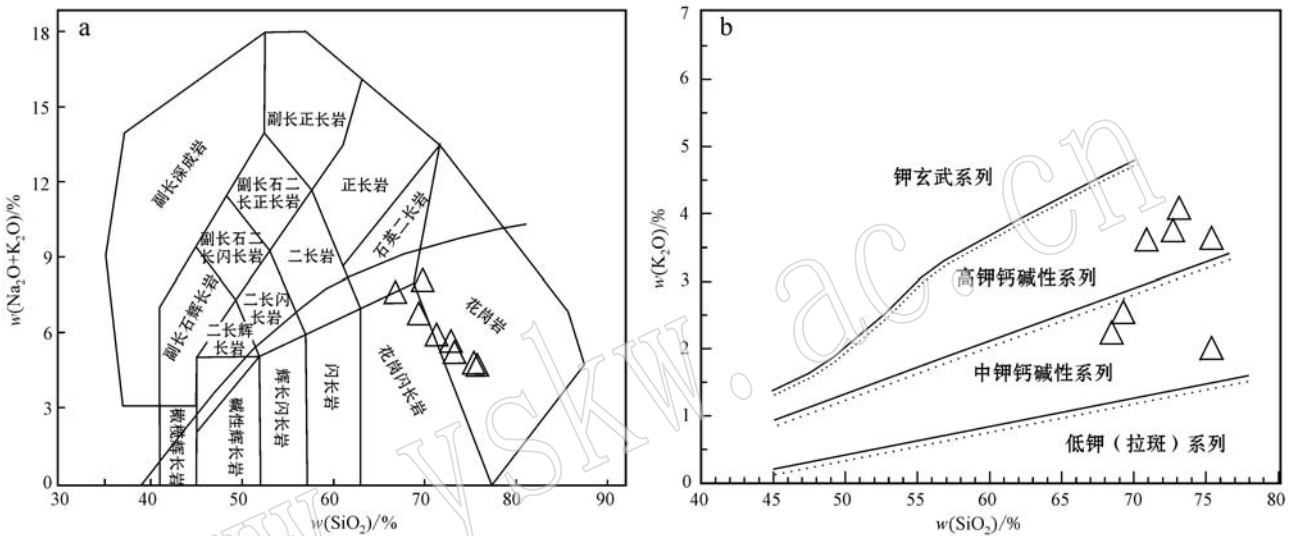 a
18
15
12
9
6
3
0
30
40
50
60
70
80
90
w(Na₂O+K₂O)/%
w(SiO₂)/%
副长深成岩
副长正长岩
副长石二
长正长岩
正长岩
石英二长岩
副长石二
长闪长岩
二长岩
副长石辉长岩
二长闪
长岩
二长辉
长岩
花岗岩
橄榄辉长岩
碱性辉长岩
辉长闪长岩
闪长岩
花岗闪长岩
b
7
6
5
4
3
2
1
0
40
45
50
55
60
65
70
75
80
w(K₂O)/%
w(SiO₂)/%
钾玄武系列
高钾钙碱性系列
中钾钙碱性系列
低钾（拉斑）系列
www.yskw.ac.cn